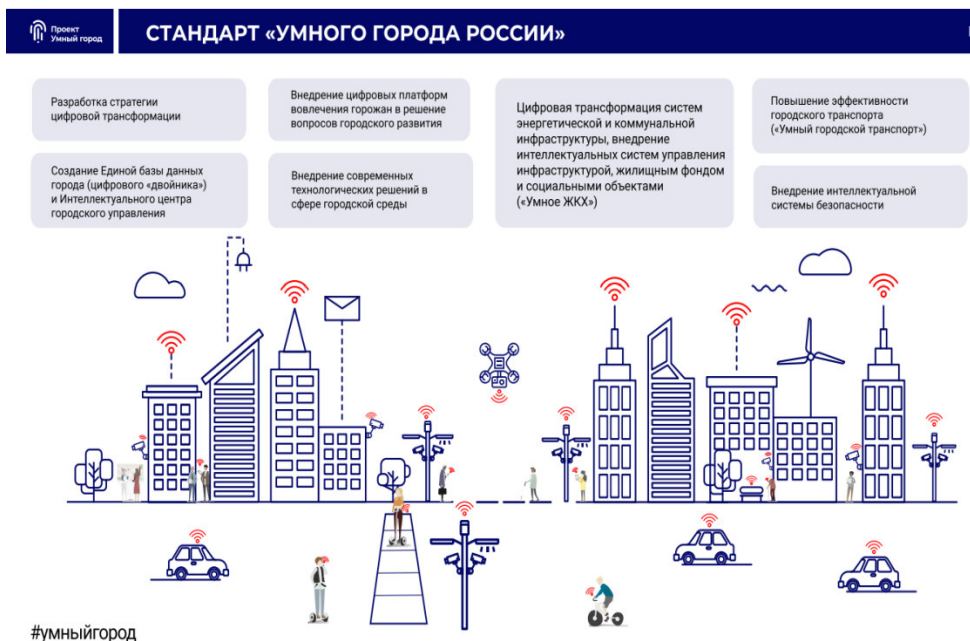 Проект
Умный город
СТАНДАРТ «УМНОГО ГОРОДА РОССИИ»
Разработка стратегии
цифровой трансформации
Создание Единой базы данных
города (цифрового «двойника»)
и Интеллектуального центра
городского управления
Внедрение цифровых платформ
вовлечения горожан в решение
вопросов городского развития
Внедрение современных
технологических решений в
сфере городской среды
Цифровая трансформация систем
энергетической и коммунальной
инфраструктуры, внедрение
интеллектуальных систем управления
инфраструктурой, жилищным фондом
и социальными объектами
(«Умное ЖКХ»)
Повышение эффективности
городского транспорта
(«Умный городской транспорт»)
Внедрение интеллектуальной
системы безопасности
#умныйгород